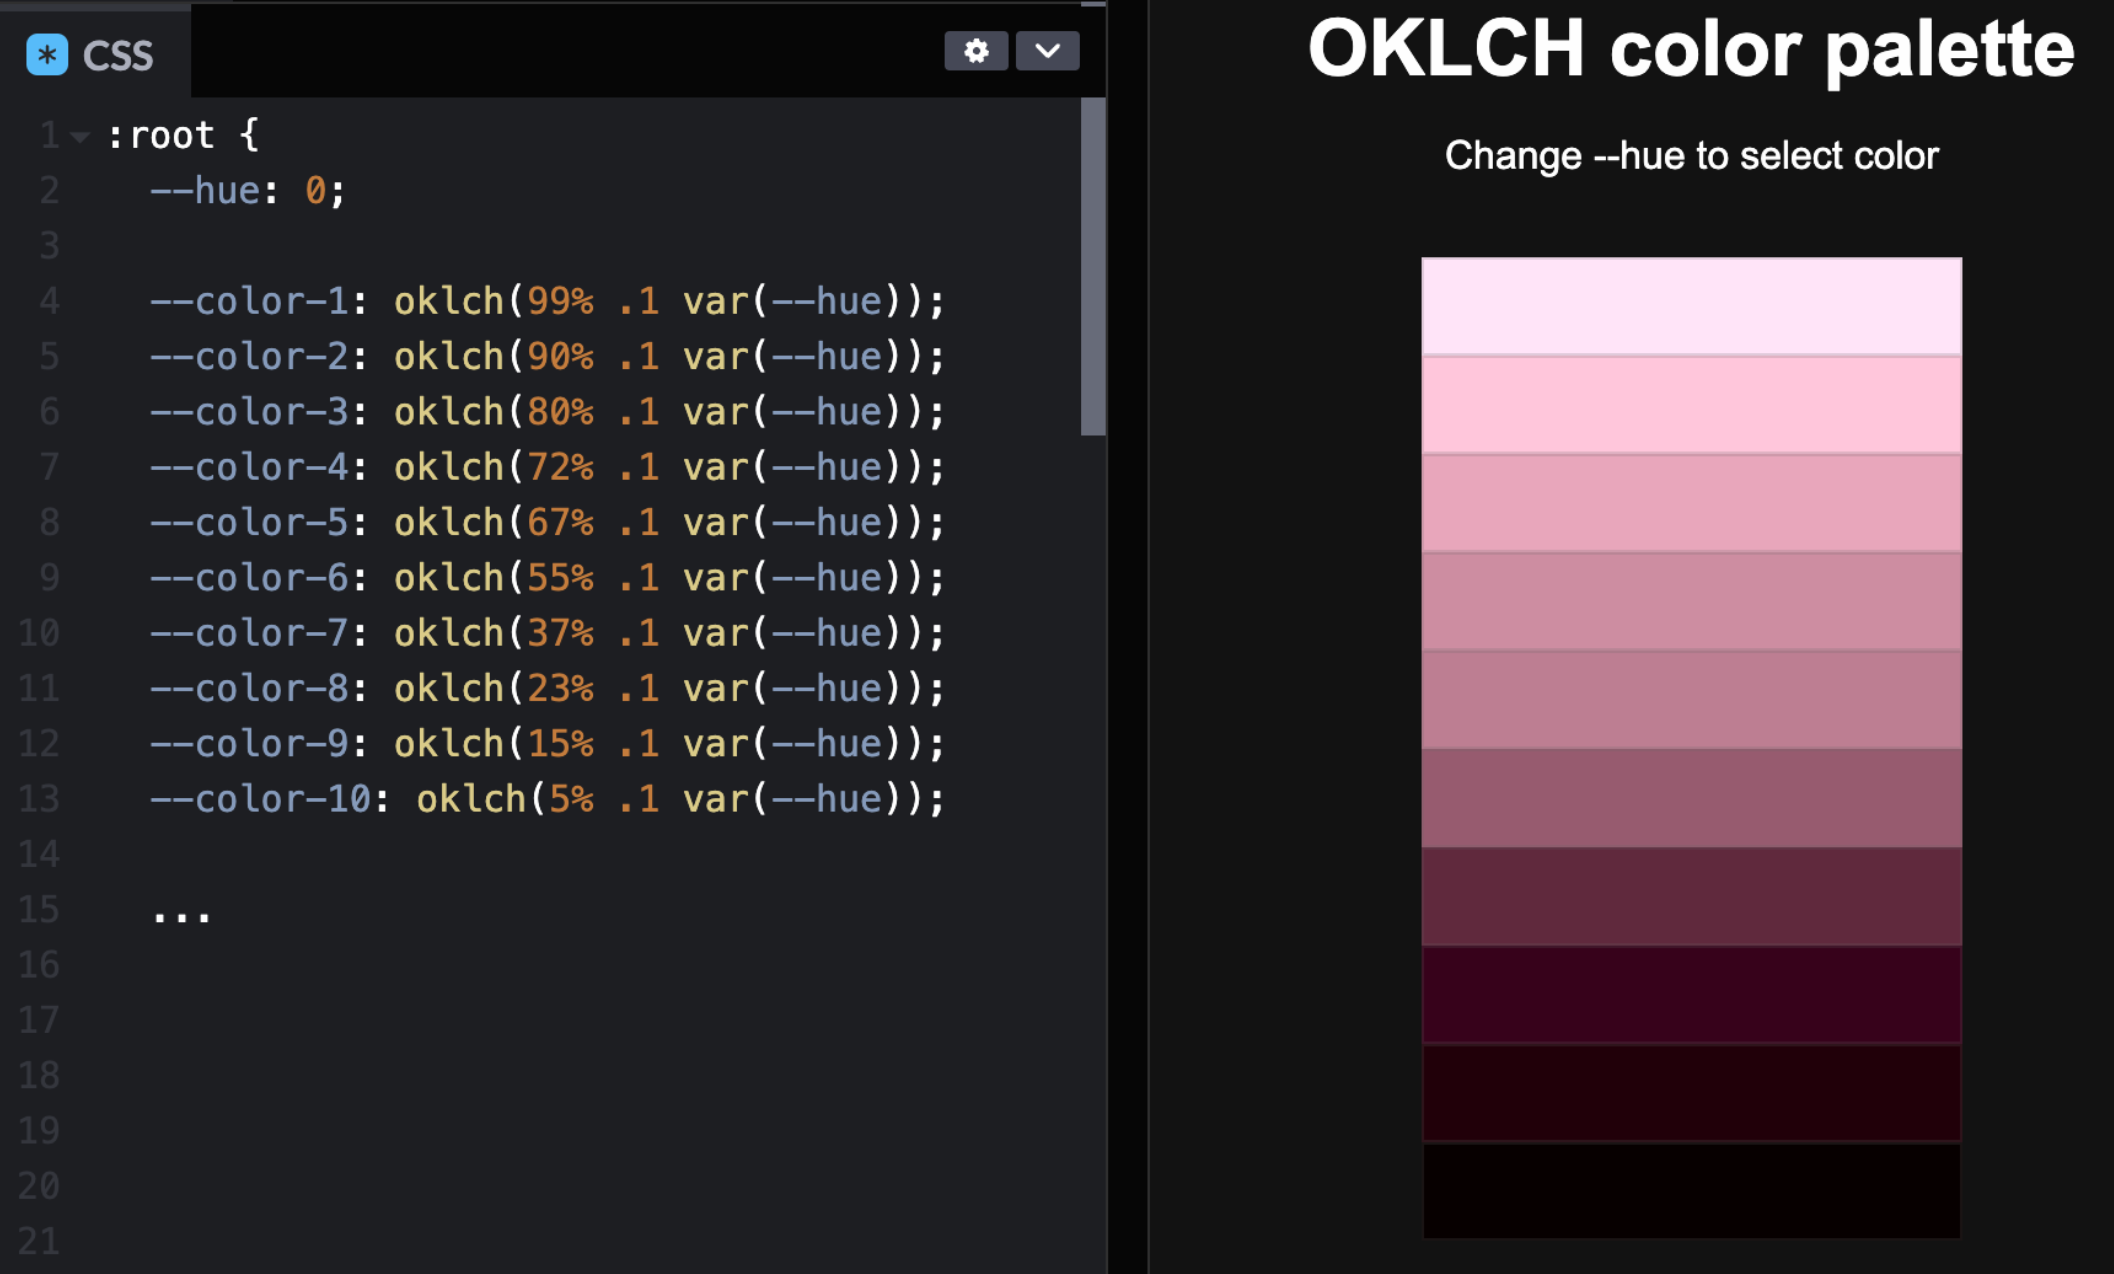 CSS
1 :root {
2 --hue: 0;
3
4 --color-1: oklch(99% .1 var(--hue));
5 --color-2: oklch(90% .1 var(--hue));
6 --color-3: oklch(80% .1 var(--hue));
7 --color-4: oklch(72% .1 var(--hue));
8 --color-5: oklch(67% .1 var(--hue));
9 --color-6: oklch(55% .1 var(--hue));
10 --color-7: oklch(37% .1 var(--hue));
11 --color-8: oklch(23% .1 var(--hue));
12 --color-9: oklch(15% .1 var(--hue));
13 --color-10: oklch(5% .1 var(--hue));
14
15 ...
16
17
18
19
20
21
OKLCH color palette
Change --hue to select color